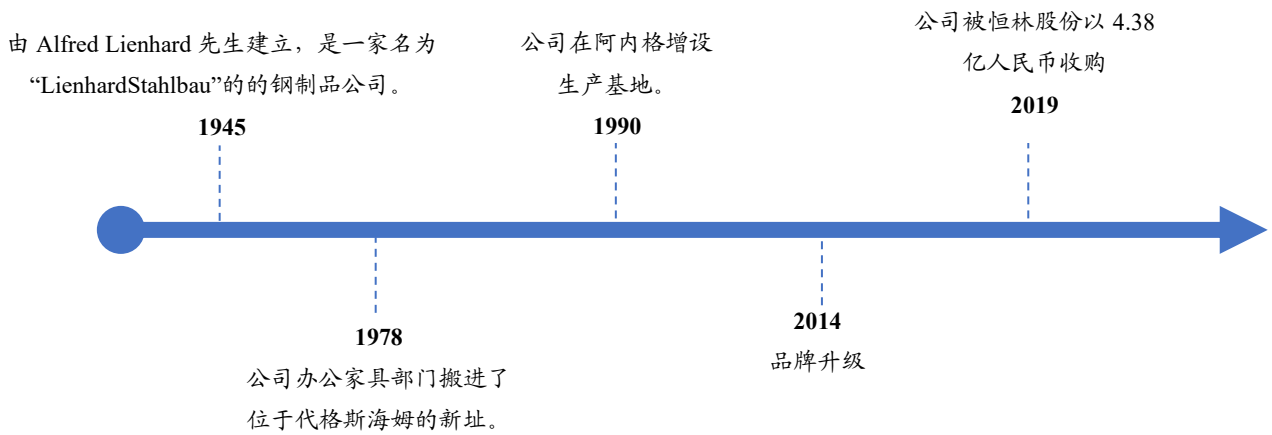 由 Alfred Lienhard 先生建立，是一家名为
“LienhardStahlbau”的的钢制品公司。
1945
公司在阿内格增设
生产基地。
1990
公司被恒林股份以 4.38
亿人民币收购
2019
1978
公司办公家具部门搬进了
位于代格斯海姆的新址。
2014
品牌升级